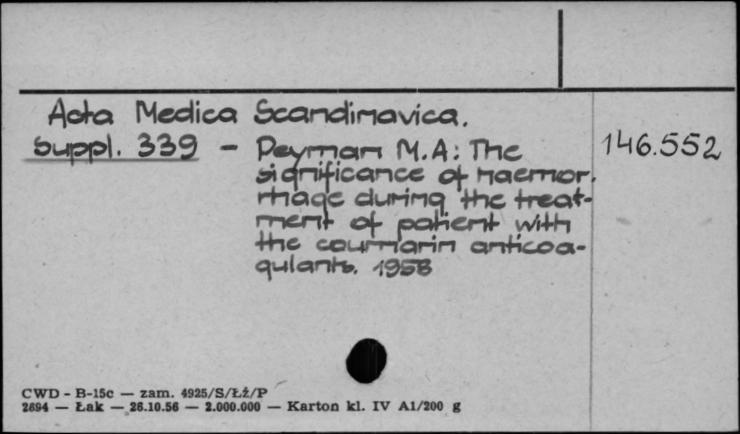 Acta Medica Scandinavica.
Suppl. 339 - Peyman M.A: The 146.552
significance of haemor.
rhage during the treat-
ment of patient with
the coumarin anticoa-
gulants. 1958
CWD - B-15c — zam. 4925/S/Łż/P
2694 — Łak — 26.10.56 — 2.000.000 — Karton kl. IV A1/200 g